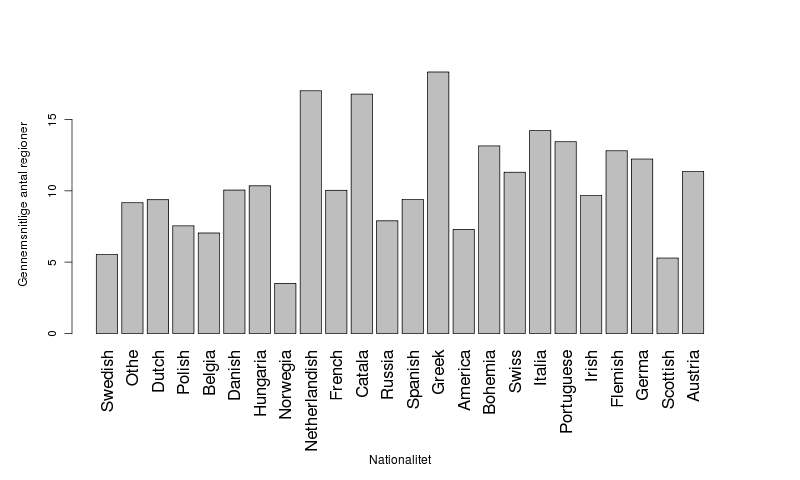 Gennemsnitlige antal regioner
15
10
5
0
Swedish
Othe
Dutch
Polish
Belgia
Danish
Hungaria
Norwegia
Netherlandish
French
Catala
Russia
Spanish
Greek
America
Bohemia
Swiss
Italia
Portuguese
Irish
Flemish
Germa
Scottish
Austria
Nationalitet